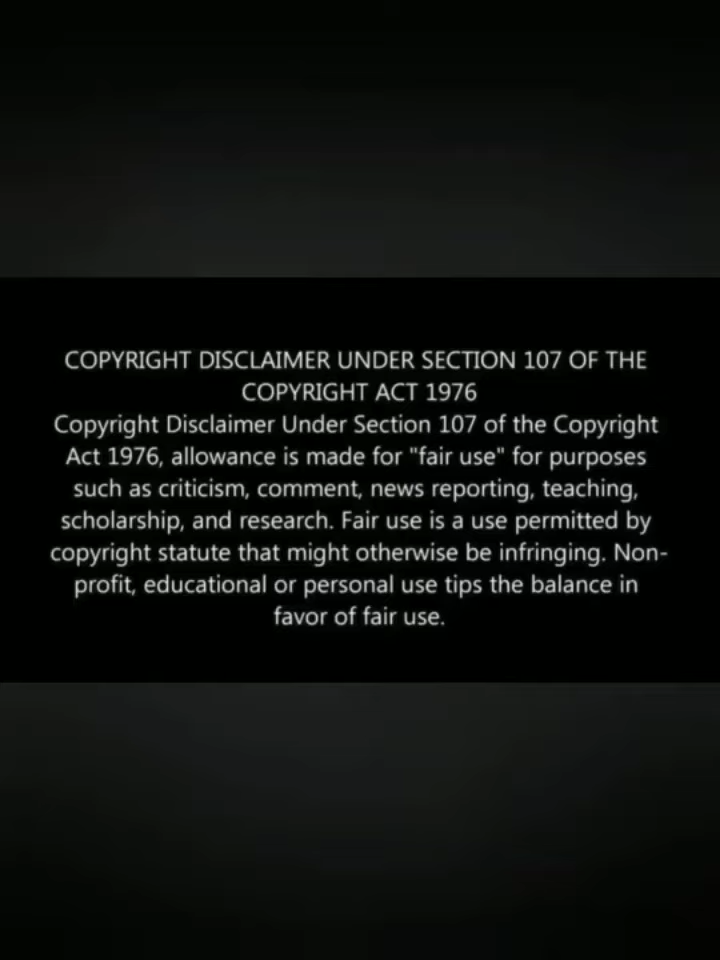 COPYRIGHT DISCLAIMER UNDER SECTION 107 OF THE
COPYRIGHT ACT 1976
Copyright Disclaimer Under Section 107 of the Copyright
Act 1976, allowance is made for "fair use" for purposes
such as criticism, comment, news reporting, teaching,
scholarship, and research. Fair use is a use permitted by
copyright statute that might otherwise be infringing. Non-
profit, educational or personal use tips the balance in
favor of fair use.